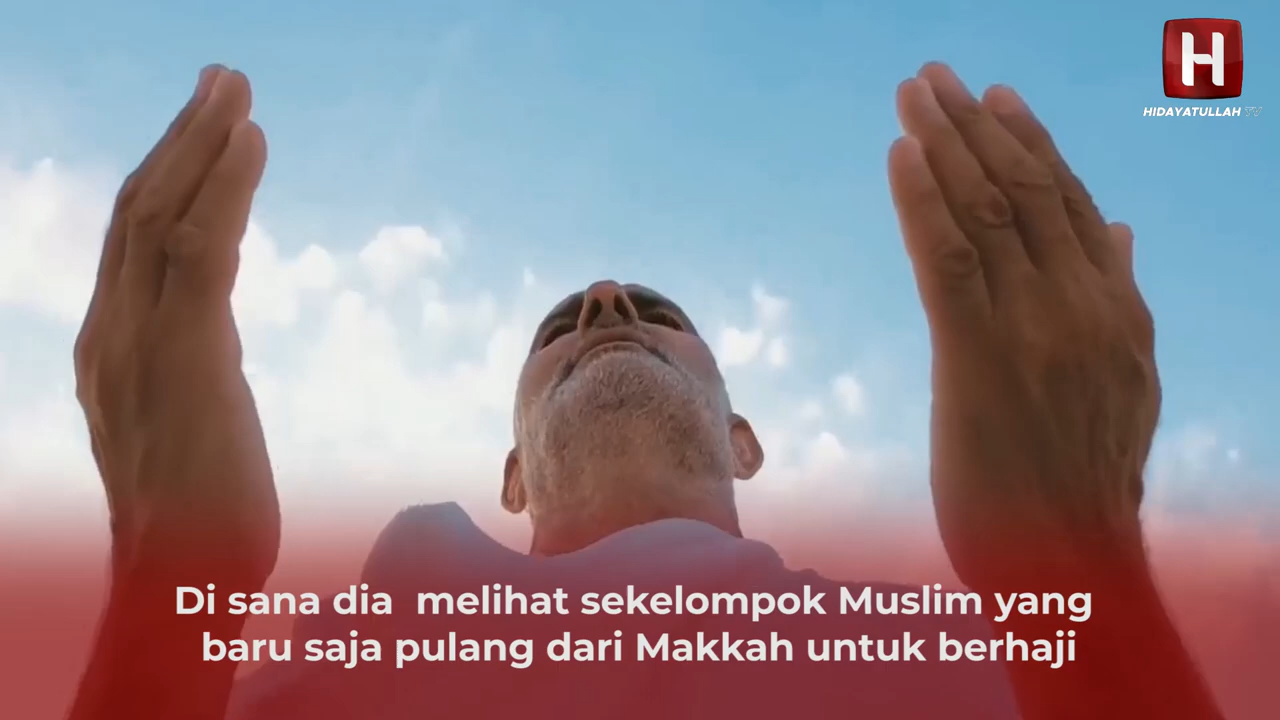 H
HIDAYATULLAH TV
Di sana dia melihat sekelompok Muslim yang
baru saja pulang dari Makkah untuk berhaji